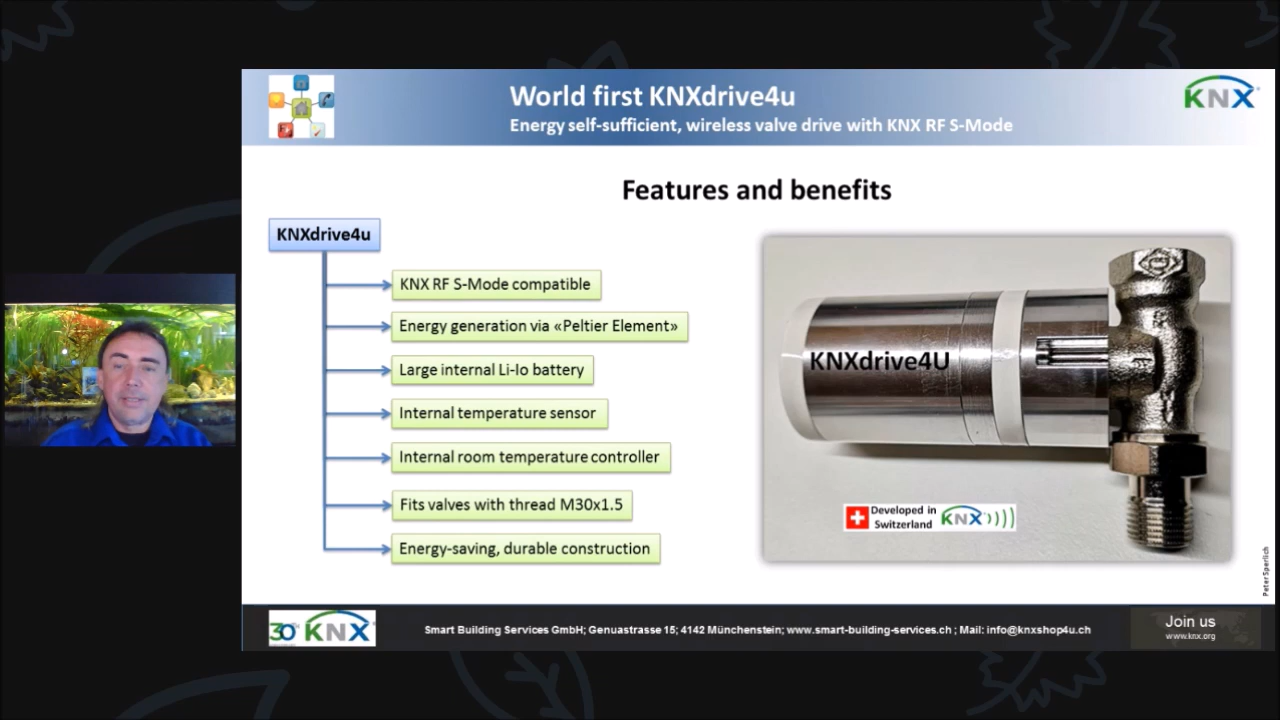 World first KNXdrive4u
Energy self-sufficient, wireless valve drive with KNX RF S-Mode
KNX
Features and benefits
KNXdrive4u
KNX RF S-Mode compatible
Energy generation via «Peltier Element»
Large internal Li-Io battery
Internal temperature sensor
Internal room temperature controller
Fits valves with thread M30x1.5
Energy-saving, durable construction
KNXdrive4U
Developed in
Switzerland
KNX
Peter Sperlich
30 KNX
Smart Building Services GmbH; Genuastrasse 15; 4142 Münchenstein; www.smart-building-services.ch ; Mail: info@knxshop4u.ch
Join us
www.knx.org